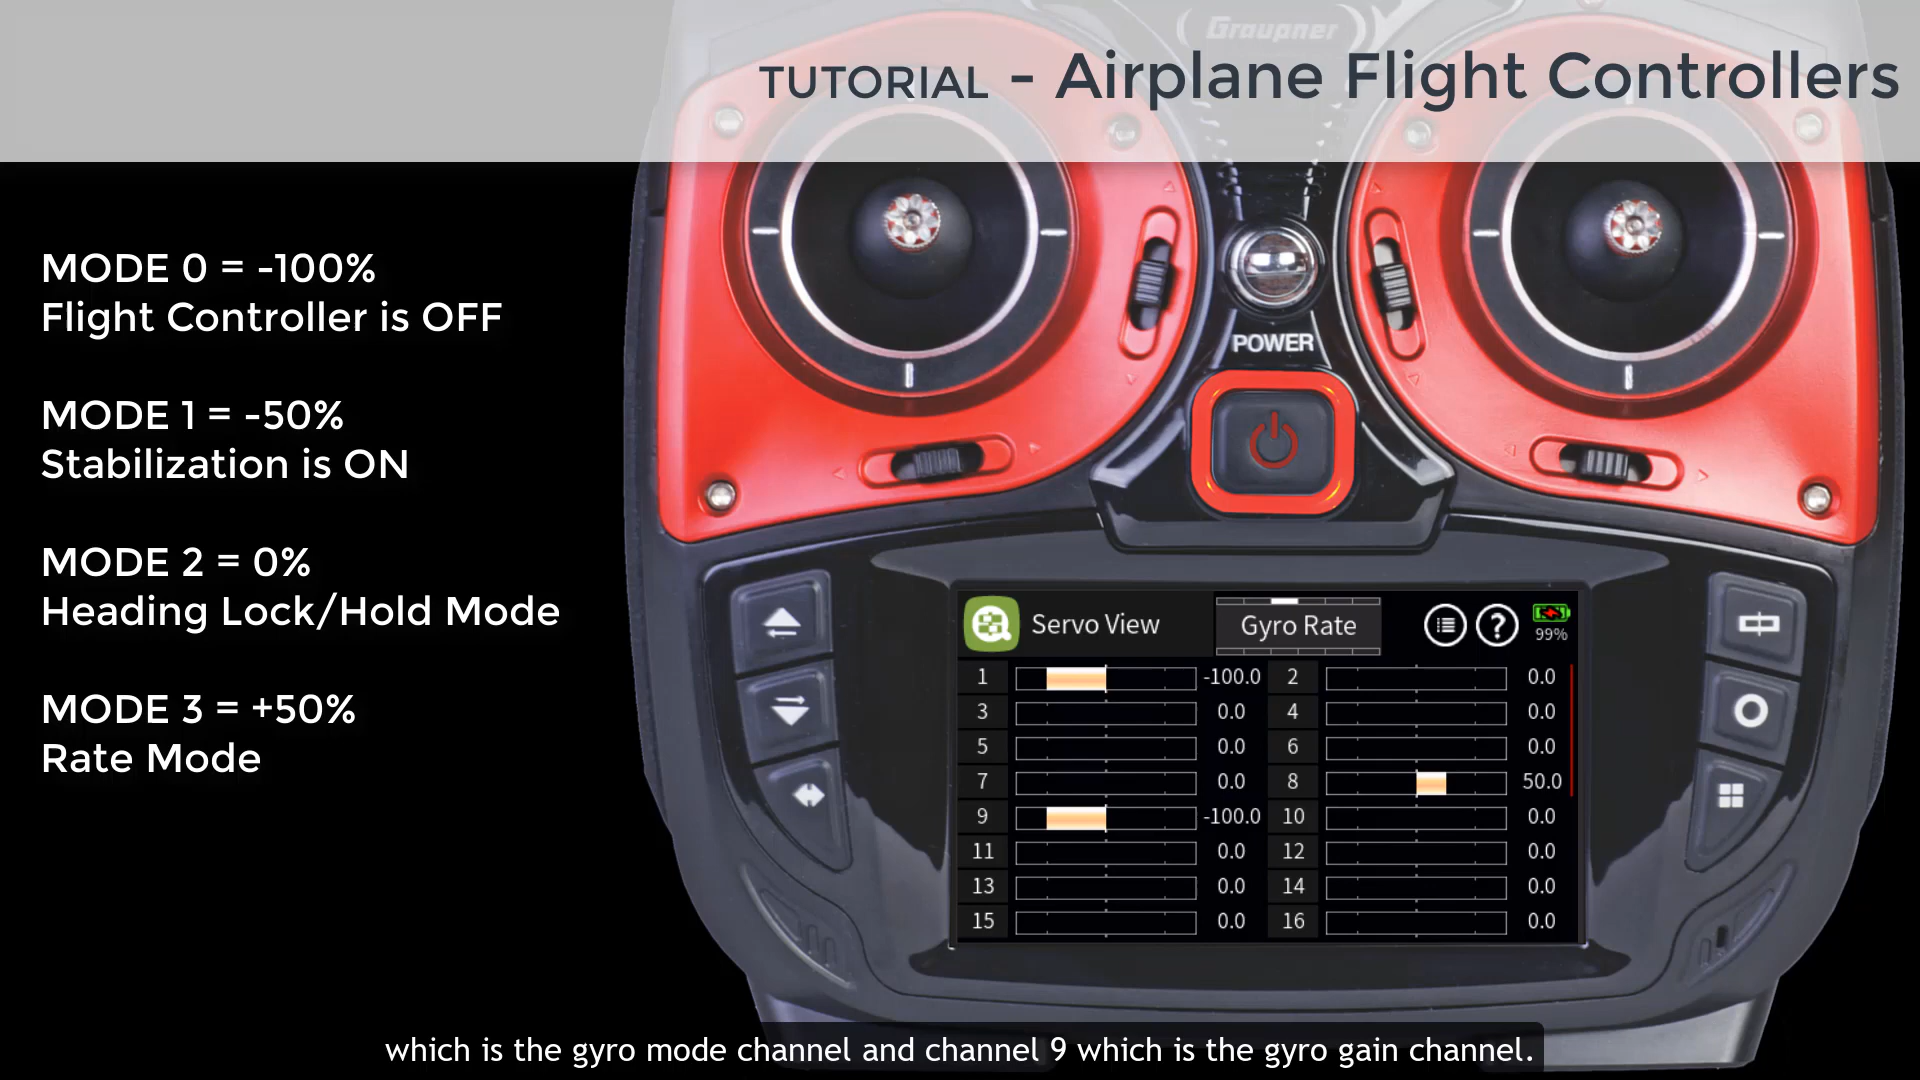 Graupner
TUTORIAL - Airplane Flight Controllers
MODE 0 = -100%
Flight Controller is OFF
MODE 1 = -50%
Stabilization is ON
MODE 2 = 0%
Heading Lock/Hold Mode
MODE 3 = +50%
Rate Mode
POWER
Servo View Gyro Rate ? 99%
1 -100.0 2 0.0
3 0.0 4 0.0
5 0.0 6 0.0
7 0.0 8 50.0
9 -100.0 10 0.0
11 0.0 12 0.0
13 0.0 14 0.0
15 0.0 16 0.0
which is the gyro mode channel and channel 9 which is the gyro gain channel.